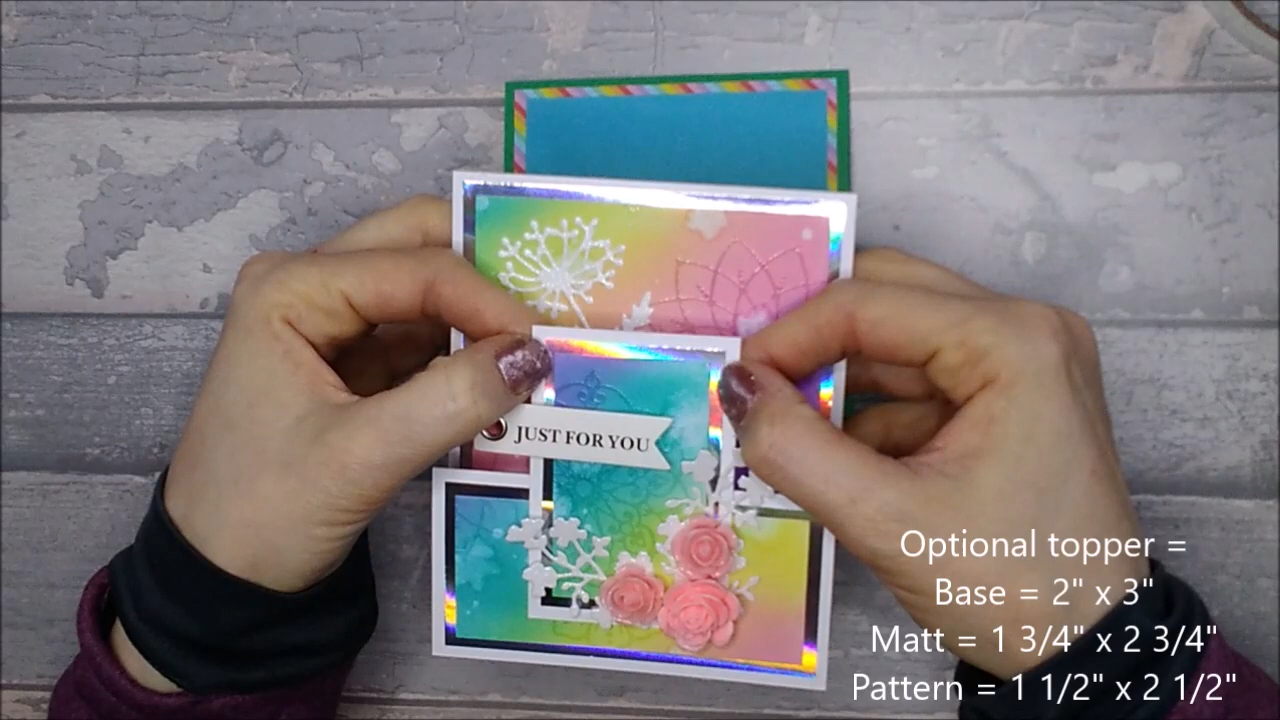 JUST FOR YOU
Optional topper =
Base = 2" x 3"
Matt = 1 3/4" x 2 3/4"
Pattern = 1 1/2" x 2 1/2"